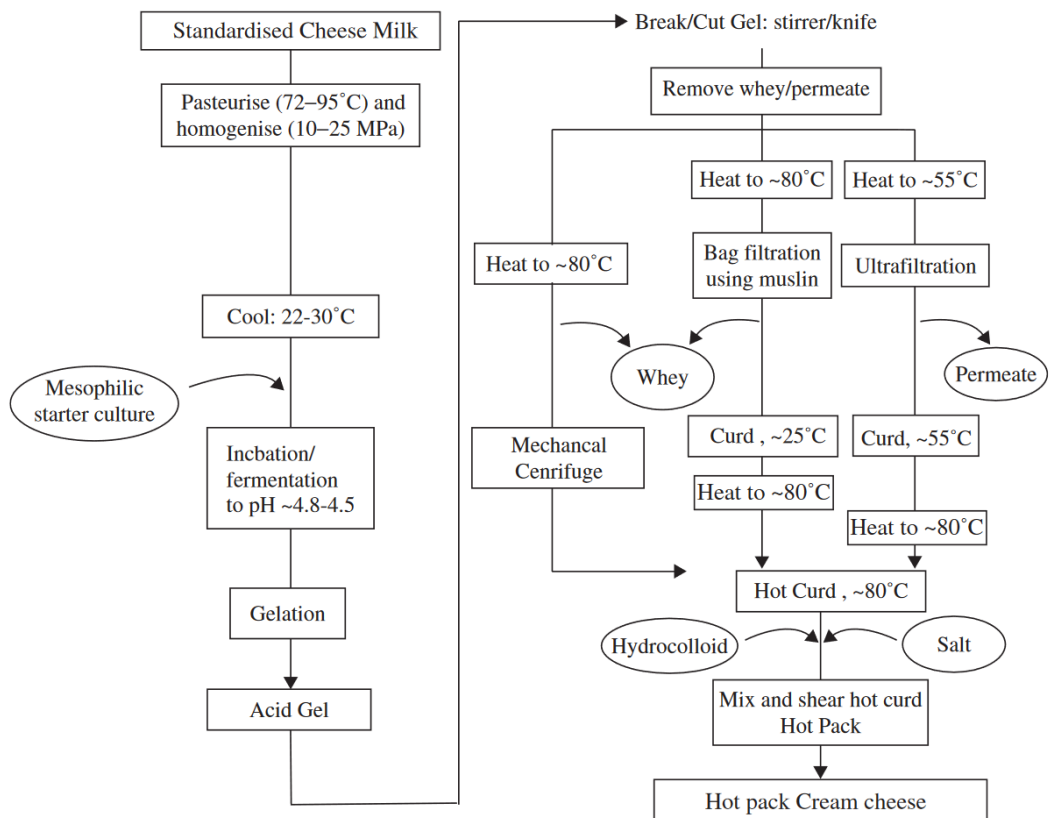 Standardised Cheese Milk
Pasteurise (72–95˚C) and
homogenise (10–25 MPa)
Cool: 22-30˚C
Mesophilic
starter culture
Incbation/
fermentation
to pH ~4.8-4.5
Gelation
Acid Gel
Break/Cut Gel: stirrer/knife
Remove whey/permeate
Heat to ~80˚C
Mechancal
Cenrifuge
Heat to ~80˚C
Bag filtration
using muslin
Whey
Curd , ~25˚C
Heat to ~80˚C
Heat to ~55˚C
Ultrafiltration
Permeate
Curd, ~55˚C
Heat to ~80˚C
Hot Curd , ~80˚C
Hydrocolloid
Salt
Mix and shear hot curd
Hot Pack
Hot pack Cream cheese